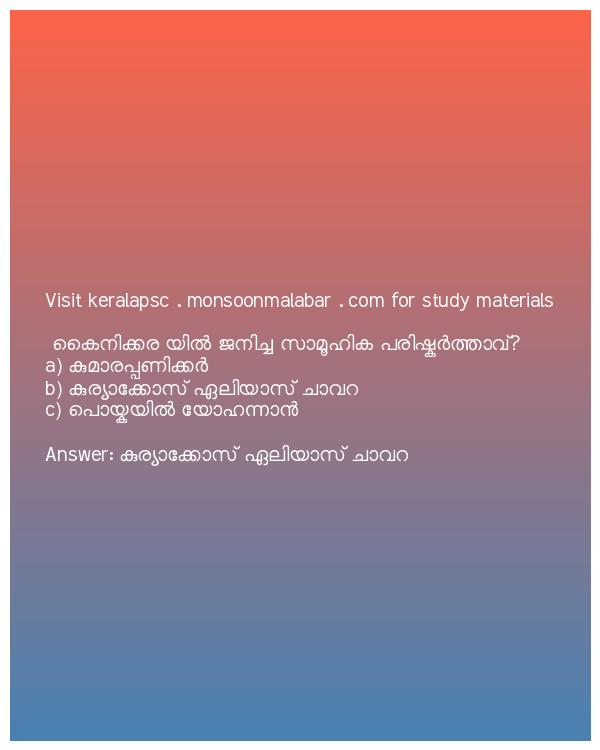 Visit keralapsc . monsoonmalabar . com for study materials
കൈനിക്കര യിൽ ജനിച്ച സാമൂഹിക പരിഷ്കർത്താവ്?
a) കുമാരപ്പണിക്കർ
b) കുര്യാക്കോസ് ഏലിയാസ് ചാവറ
c) പൊയ്കയിൽ യോഹന്നാൻ
Answer: കുര്യാക്കോസ് ഏലിയാസ് ചാവറ